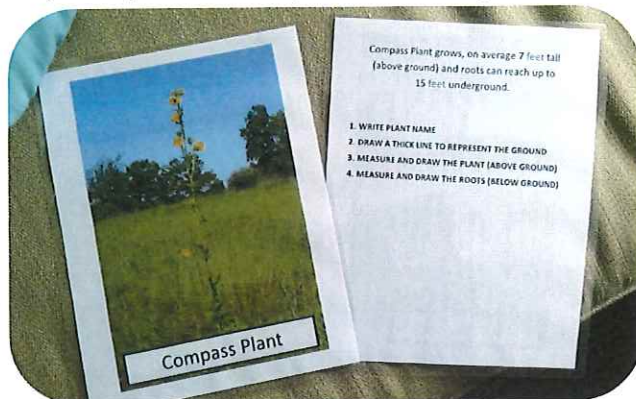 Compass Plant
Compass Plant grows, on average 7 feet tall
(above ground) and roots can reach up to
15 feet underground.
1. WRITE PLANT NAME
2. DRAW A THICK LINE TO REPRESENT THE GROUND
3. MEASURE AND DRAW THE PLANT (ABOVE GROUND)
4. MEASURE AND DRAW THE ROOTS (BELOW GROUND)